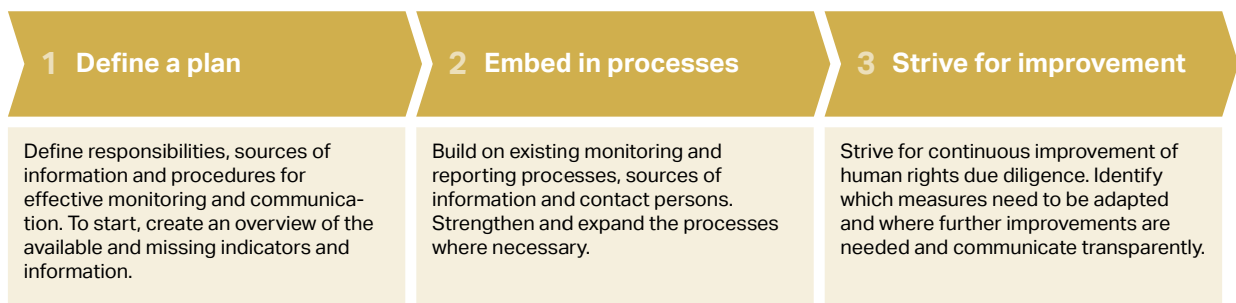 1 Define a plan
Define responsibilities, sources of
information and procedures for
effective monitoring and communica-
tion. To start, create an overview of the
available and missing indicators and
information.
2 Embed in processes
Build on existing monitoring and
reporting processes, sources of
information and contact persons.
Strengthen and expand the processes
where necessary.
3 Strive for improvement
Strive for continuous improvement of
human rights due diligence. Identify
which measures need to be adapted
and where further improvements are
needed and communicate transparently.